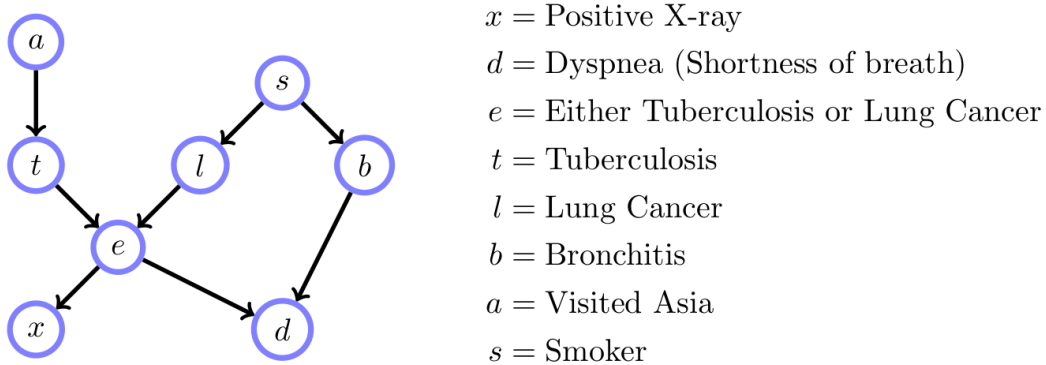 a
s
t
l
b
e
x
d
x = Positive X-ray
d = Dyspnea (Shortness of breath)
e = Either Tuberculosis or Lung Cancer
t = Tuberculosis
l = Lung Cancer
b = Bronchitis
a = Visited Asia
s = Smoker